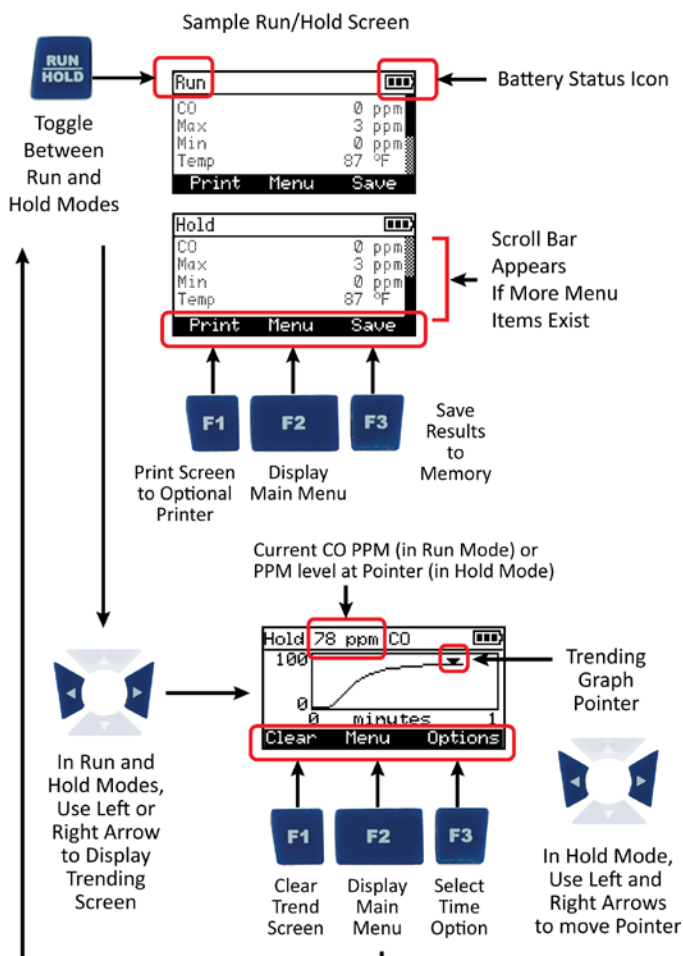 Sample Run/Hold Screen
RUN
HOLD
Toggle
Between
Run and
Hold Modes
Run
CO 0 ppm
Max 3 ppm
Min 0 ppm
Temp 87 °F
Print Menu Save
Battery Status Icon
Hold
CO 0 ppm
Max 3 ppm
Min 0 ppm
Temp 87 °F
Print Menu Save
Scroll Bar
Appears
If More Menu
Items Exist
F1
F2
F3
Print Screen
to Optional
Printer
Display
Main Menu
Save
Results
to
Memory
Current CO PPM (in Run Mode) or
PPM level at Pointer (in Hold Mode)
Hold 78 ppm CO
100
0
0 minutes 1
Clear Menu Options
Trending
Graph
Pointer
In Run and
Hold Modes,
Use Left or
Right Arrow
to Display
Trending
Screen
F1
F2
F3
Clear
Trend
Screen
Display
Main
Menu
Select
Time
Option
In Hold Mode,
Use Left and
Right Arrows
to move Pointer